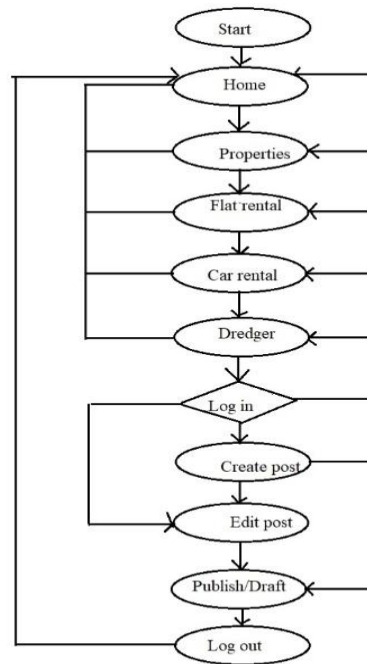 Start
Home
Properties
Flat rental
Car rental
Dredger
Log in
Create post
Edit post
Publish/Draft
Log out